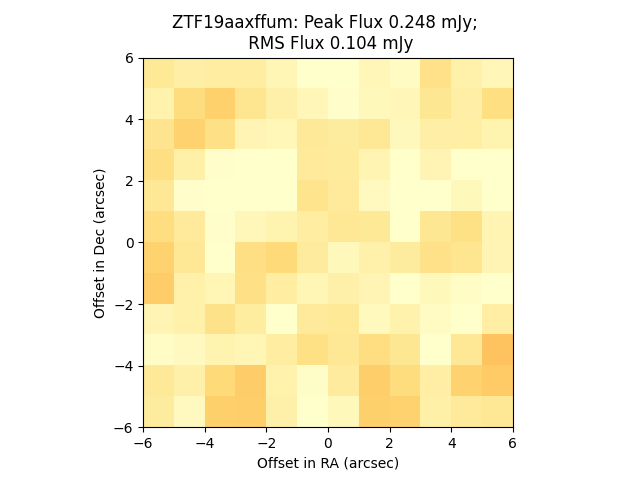 ZTF19aaxffum: Peak Flux 0.248 mJy;
RMS Flux 0.104 mJy
6
4
2
0
−2
−4
−6
Offset in Dec (arcsec)
−6 −4 −2 0 2 4 6
Offset in RA (arcsec)